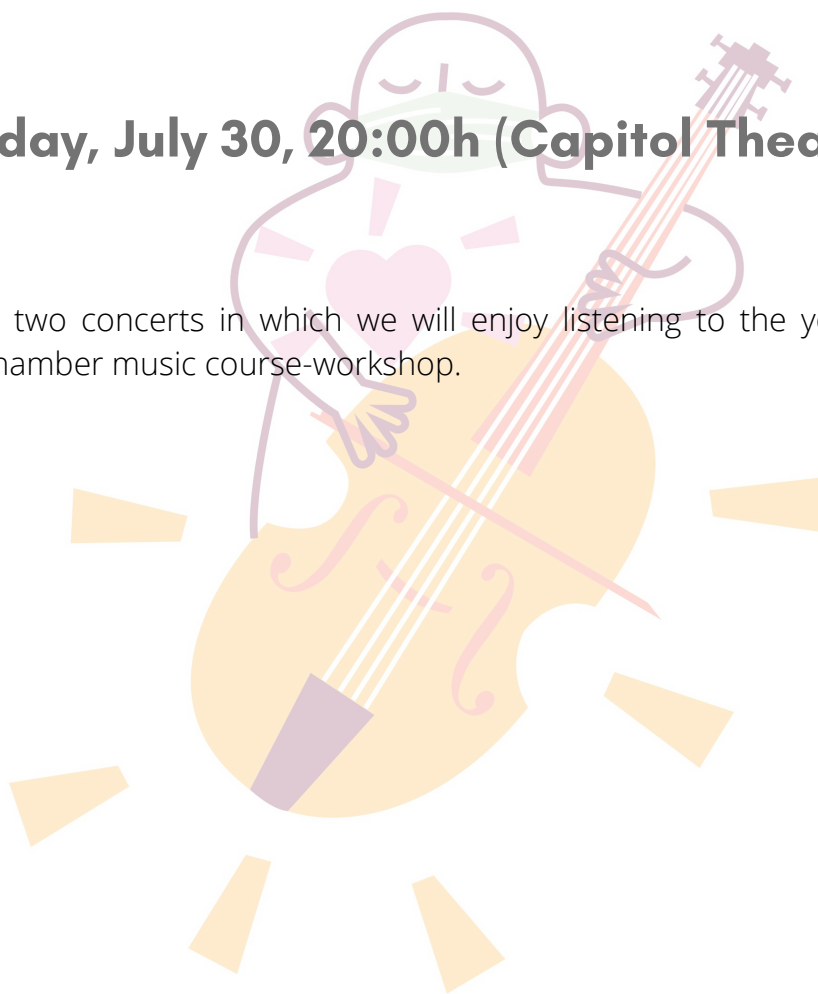 day, July 30, 20:00h (Capitol Thea
two concerts in which we will enjoy listening to the y
hamber music course-workshop.